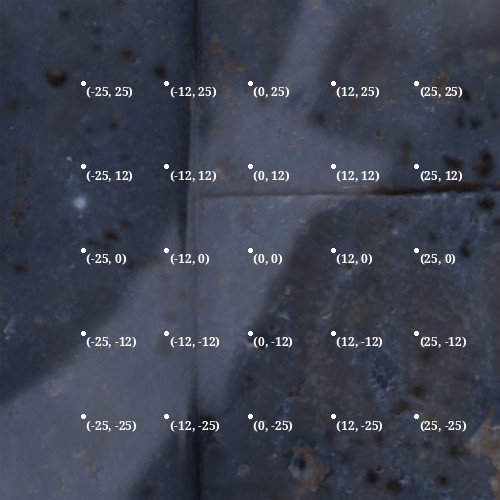 (-25, 25) (-12, 25) (0, 25) (12, 25) (25, 25)
(-25, 12) (-12, 12) (0, 12) (12, 12) (25, 12)
(-25, 0) (-12, 0) (0, 0) (12, 0) (25, 0)
(-25, -12) (-12, -12) (0, -12) (12, -12) (25, -12)
(-25, -25) (-12, -25) (0, -25) (12, -25) (25, -25)